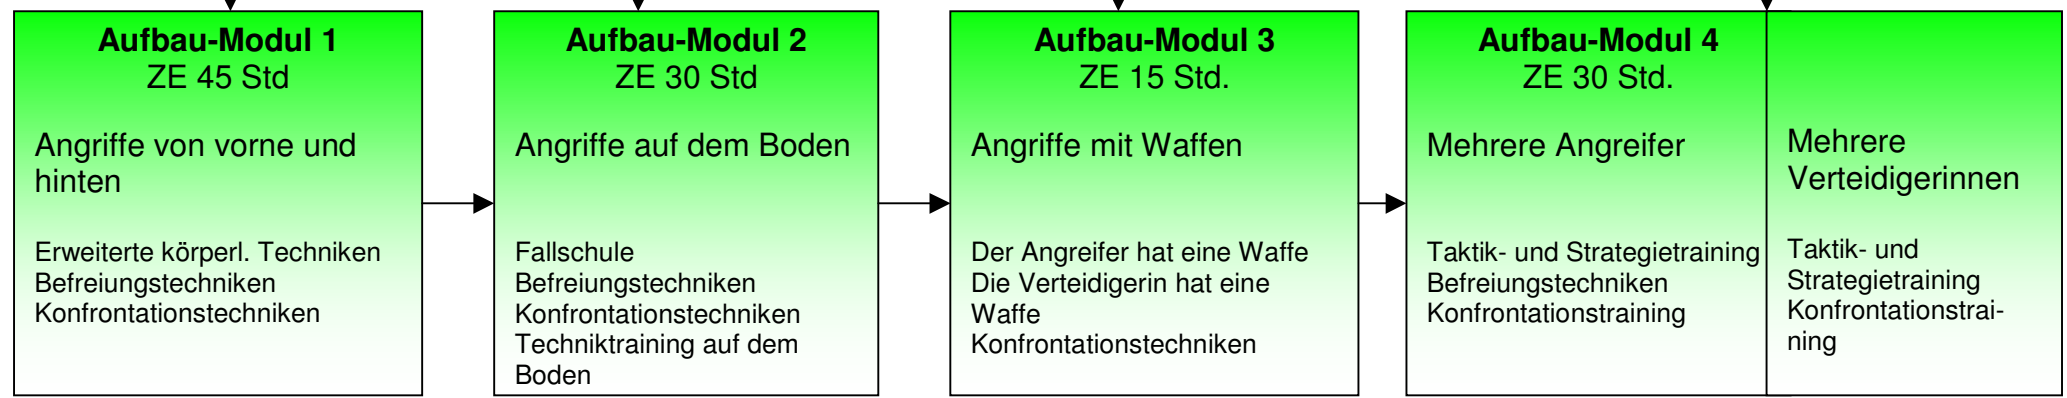 Aufbau-Modul 1
ZE 45 Std
Angriffe von vorne und
hinten
Erweiterte körperl. Techniken
Befreiungstechniken
Konfrontationstechniken
Aufbau-Modul 2
ZE 30 Std
Angriffe auf dem Boden
Fallschule
Befreiungstechniken
Konfrontationstechniken
Techniktraining auf dem
Boden
Aufbau-Modul 3
ZE 15 Std.
Angriffe mit Waffen
Der Angreifer hat eine Waffe
Die Verteidigerin hat eine
Waffe
Konfrontationstechniken
Aufbau-Modul 4
ZE 30 Std.
Mehrere Angreifer
Taktik- und Strategietraining
Befreiungstechniken
Konfrontationstraining
Mehrere
Verteidigerinnen
Taktik- und
Strategietraining
Konfrontationstrai-
ning